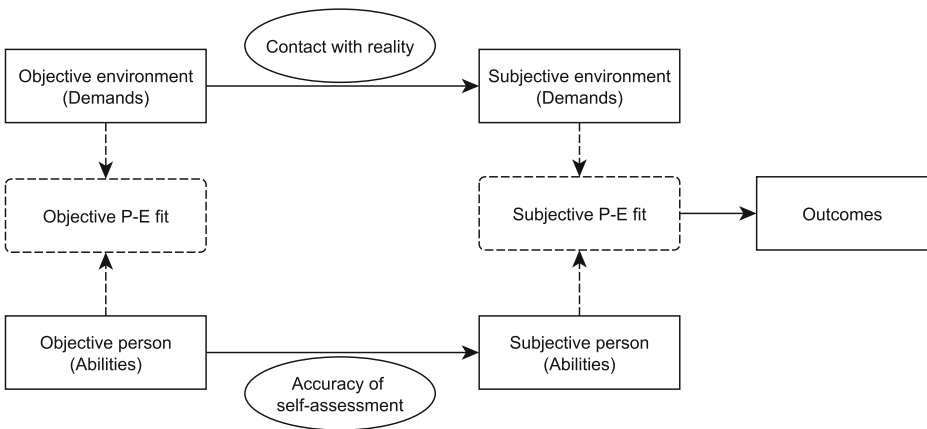 Contact with reality
Objective environment
(Demands)
Subjective environment
(Demands)
Objective P-E fit
Subjective P-E fit
Outcomes
Objective person
(Abilities)
Subjective person
(Abilities)
Accuracy of
self-assessment